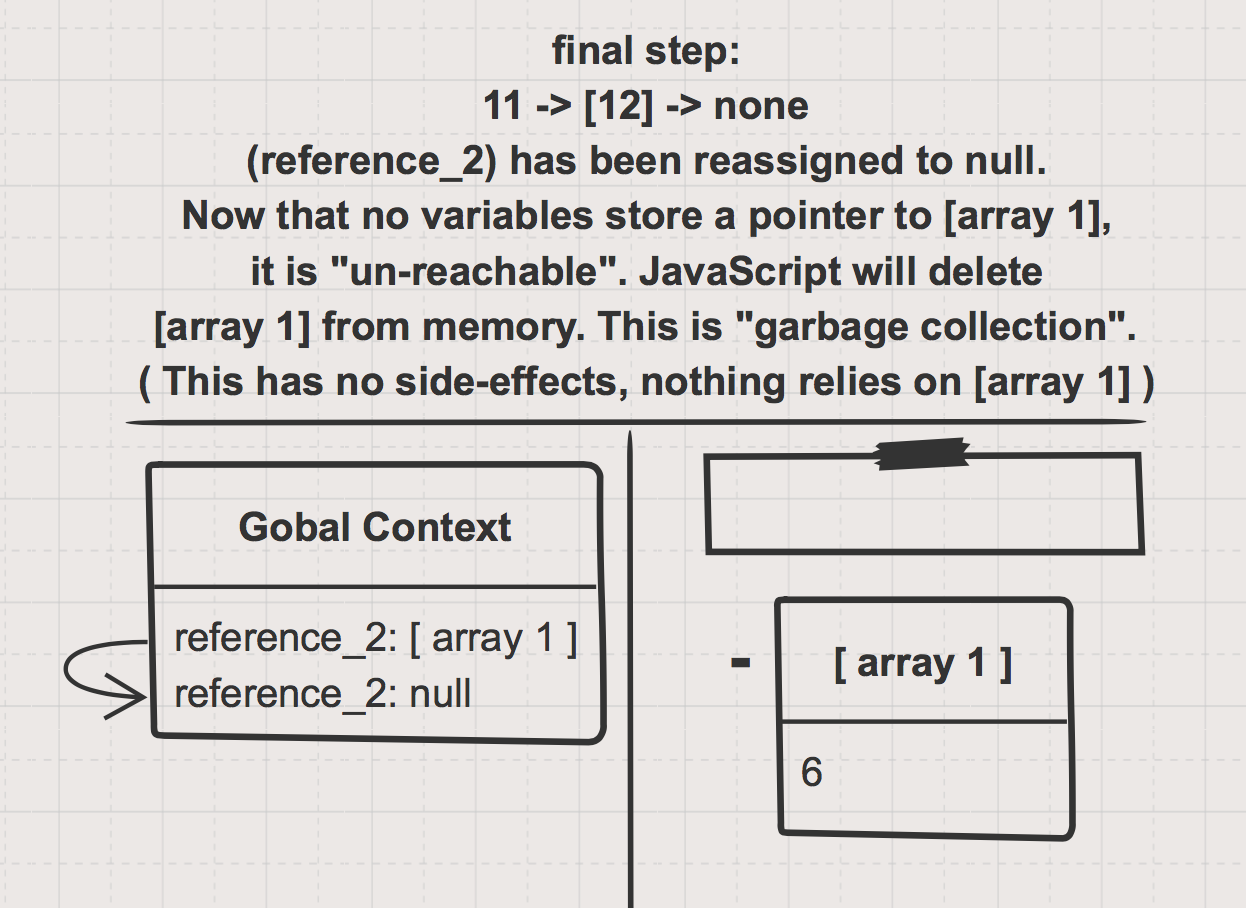 final step:
11 -> [12] -> none
(reference_2) has been reassigned to null.
Now that no variables store a pointer to [array 1],
it is "un-reachable". JavaScript will delete
[array 1] from memory. This is "garbage collection".
( This has no side-effects, nothing relies on [array 1] )
Gobal Context
reference_2: [ array 1 ]
reference_2: null
- [ array 1 ]
6